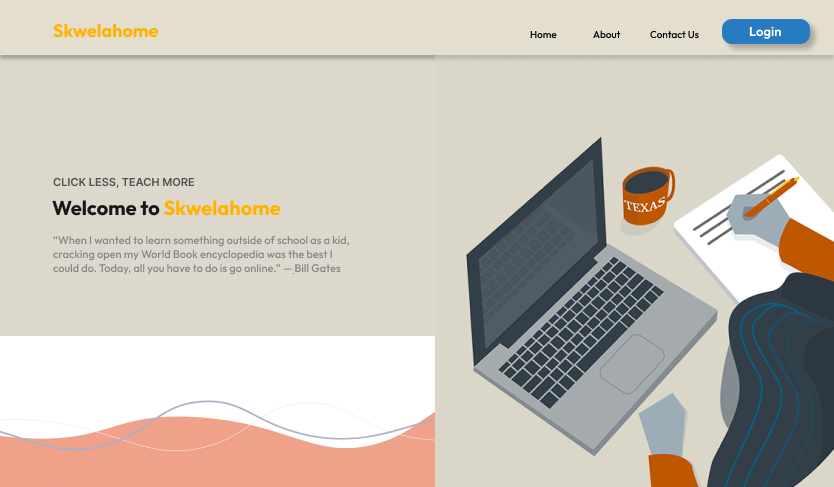 Skwelahome
Home
About
Contact Us
Login
CLICK LESS, TEACH MORE
Welcome to Skwelahome
“When I wanted to learn something outside of school as a kid,
cracking open my World Book encyclopedia was the best I
could do. Today, all you have to do is go online.” — Bill Gates
TEXAS